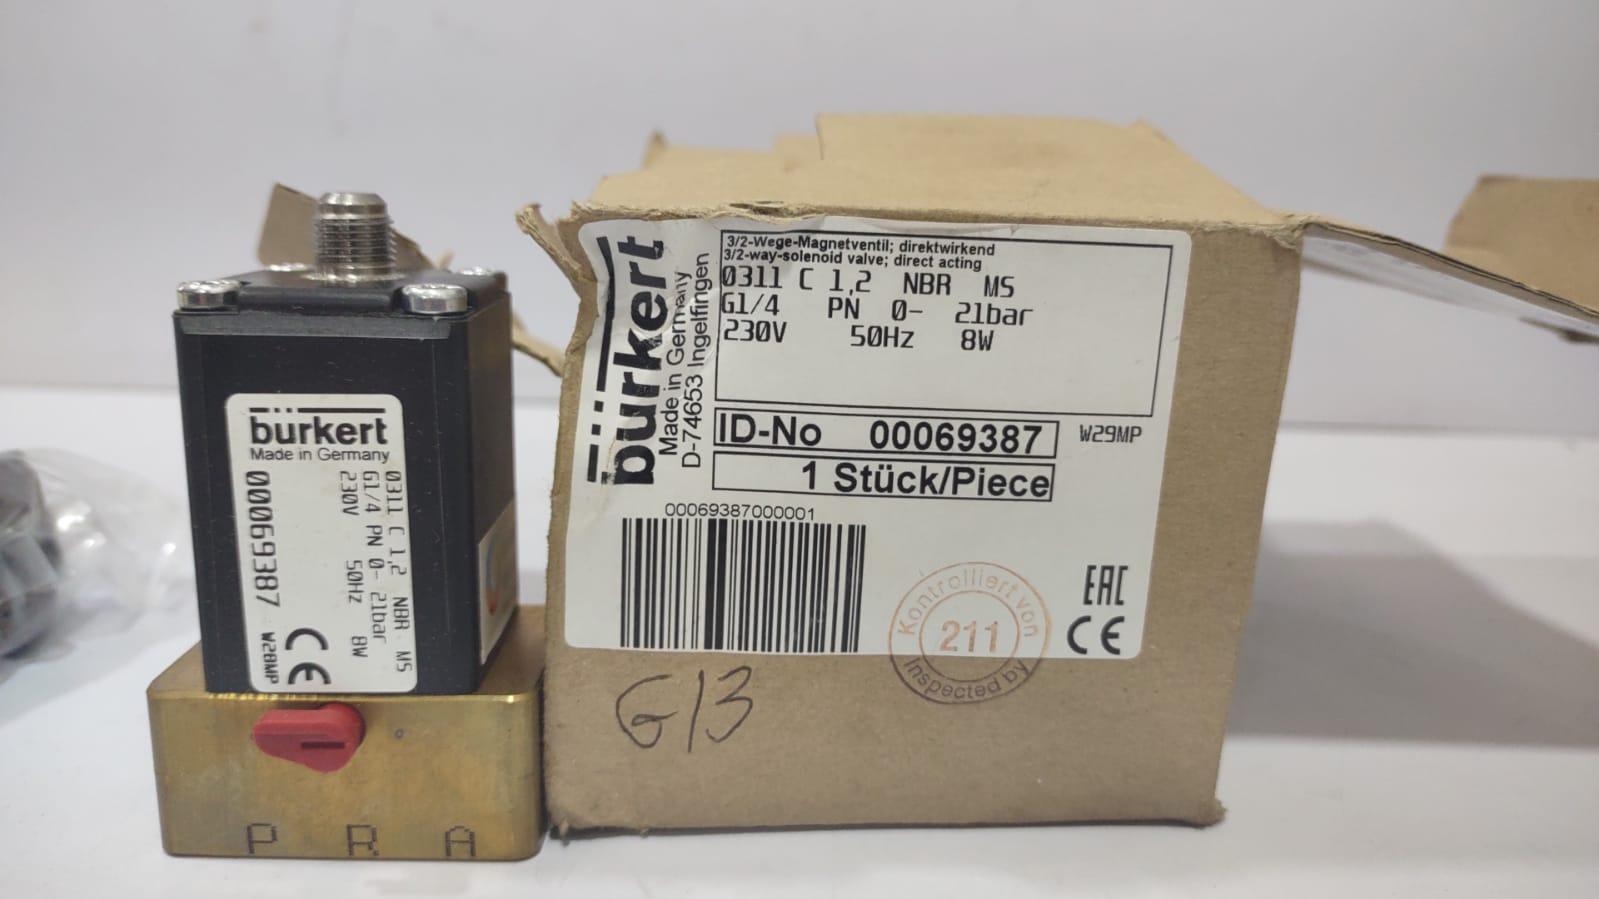 bürkert
Made in Germany
0311 C 1,2 NBR MS
G1/4 PN 0- 21bar
230V 50Hz 8W
00069387 W28MP
CE
P R A
bürkert
Made in Germany
D-74653 Ingelfingen
3/2-Wege-Magnetventil; direktwirkend
3/2-way-solenoid valve; direct acting
0311 C 1,2 NBR MS
G1/4 PN 0- 21bar
230V 50Hz 8W
ID-No 00069387
W29MP
1 Stück/Piece
00069387000001
Kontrolliert von
211
Inspected by
EAC
CE
G13